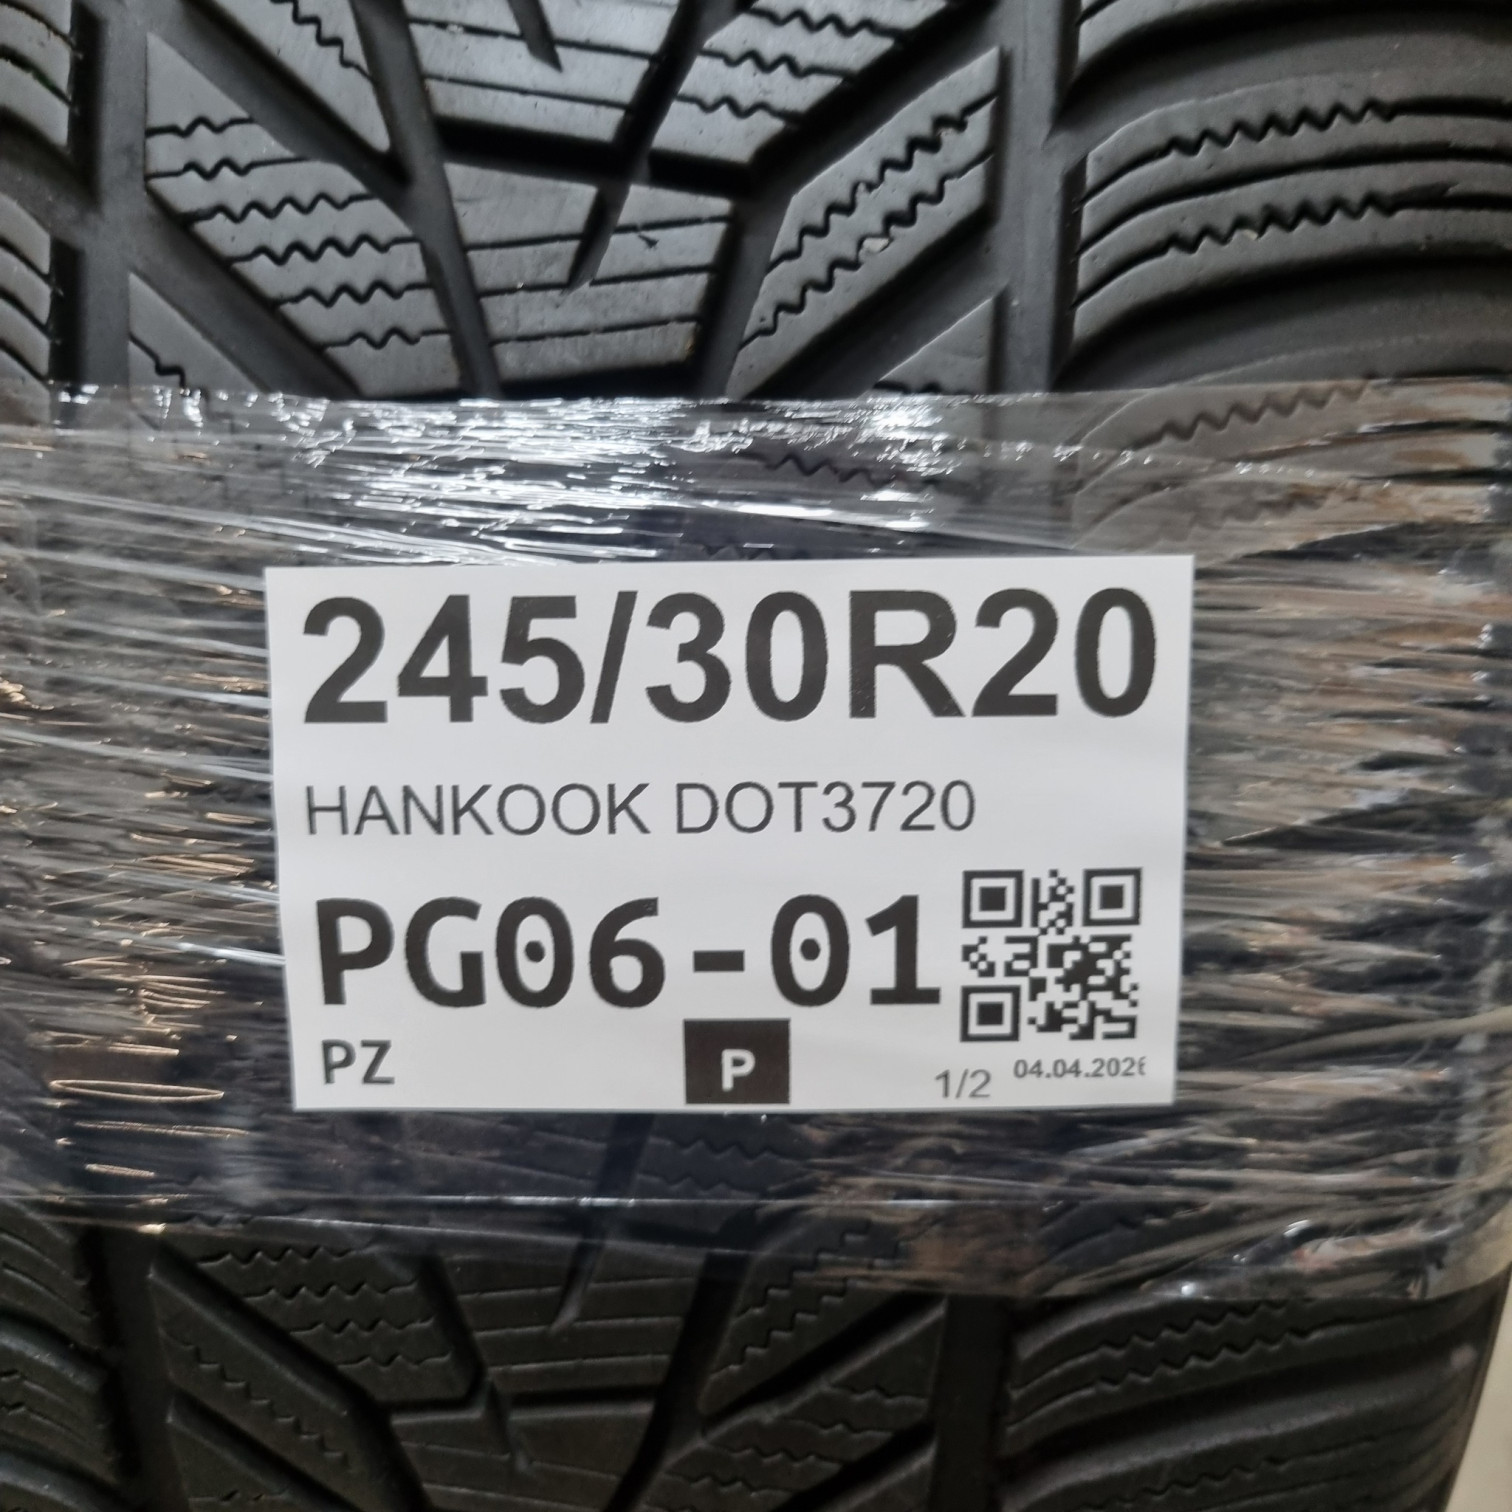 245/30R20
HANKOOK DOT3720
PG06-01
PZ
P
1/2
04.04.202